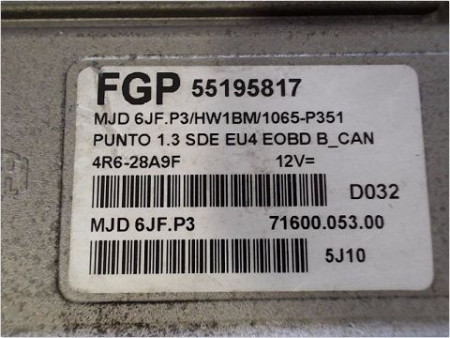 FGP 55195817
MJD 6JF.P3/HW1BM/1065-P351
PUNTO 1.3 SDE EU4 EOBD B_CAN
4R6-28A9F 12V=
D032
MJD 6JF.P3 71600.053.00
5J10